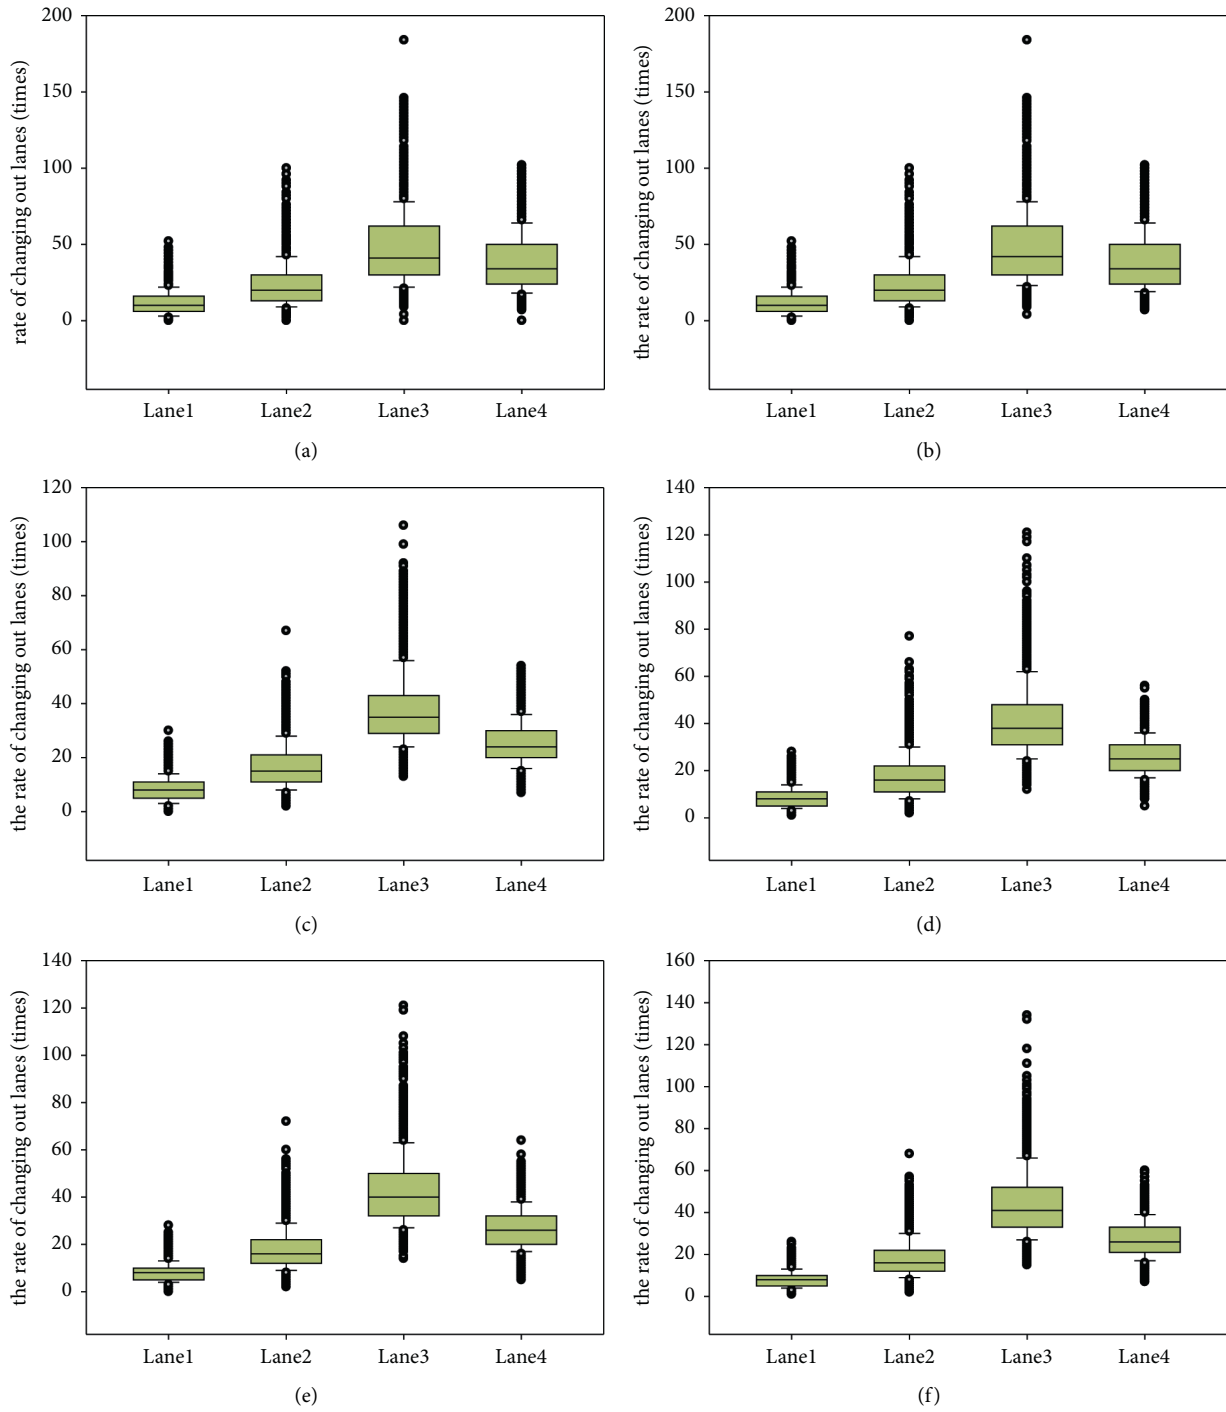 rate of changing out lanes (times)
200
150
100
50
0
Lane1 Lane2 Lane3 Lane4
(a)
the rate of changing out lanes (times)
200
150
100
50
0
Lane1 Lane2 Lane3 Lane4
(b)
the rate of changing out lanes (times)
120
100
80
60
40
20
0
Lane1 Lane2 Lane3 Lane4
(c)
the rate of changing out lanes (times)
140
120
100
80
60
40
20
0
Lane1 Lane2 Lane3 Lane4
(d)
the rate of changing out lanes (times)
140
120
100
80
60
40
20
0
Lane1 Lane2 Lane3 Lane4
(e)
the rate of changing out lanes (times)
160
140
120
100
80
60
40
20
0
Lane1 Lane2 Lane3 Lane4
(f)